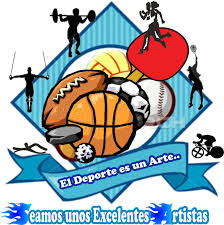 El Deporte es un Arte..
Seamos unos Excelentes Artistas